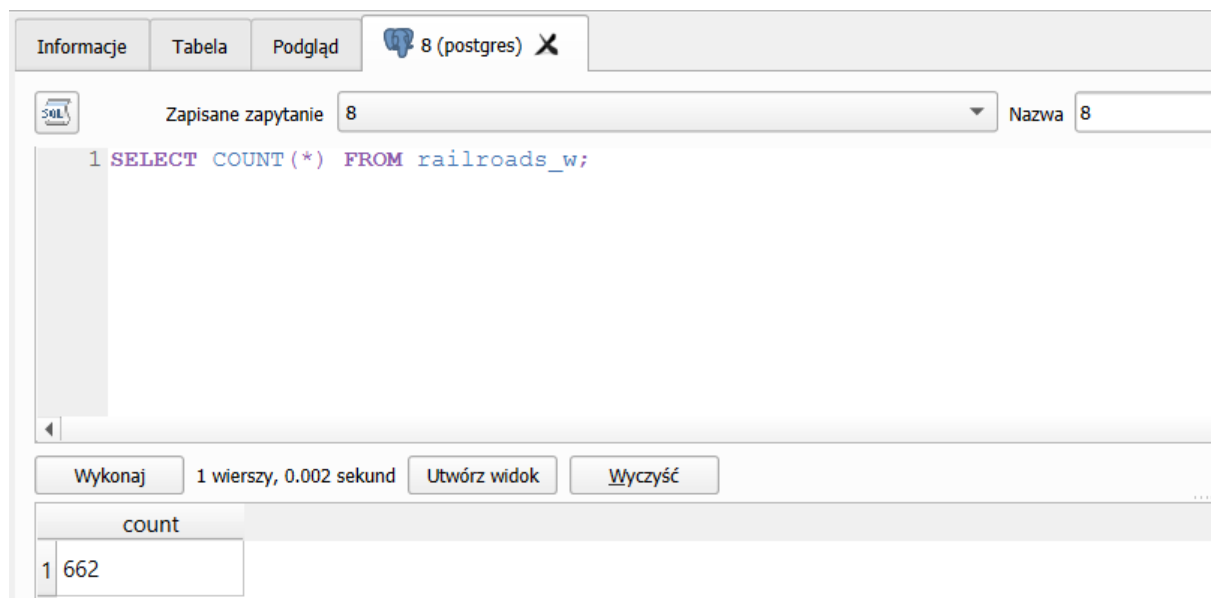 Informacje Tabela Podgląd 8 (postgres)
SQL Zapisane zapytanie 8 Nazwa 8
1 SELECT COUNT(*) FROM railroads_w;
Wykonaj 1 wierszy, 0.002 sekund Utwórz widok Wyczyść
count
1 662